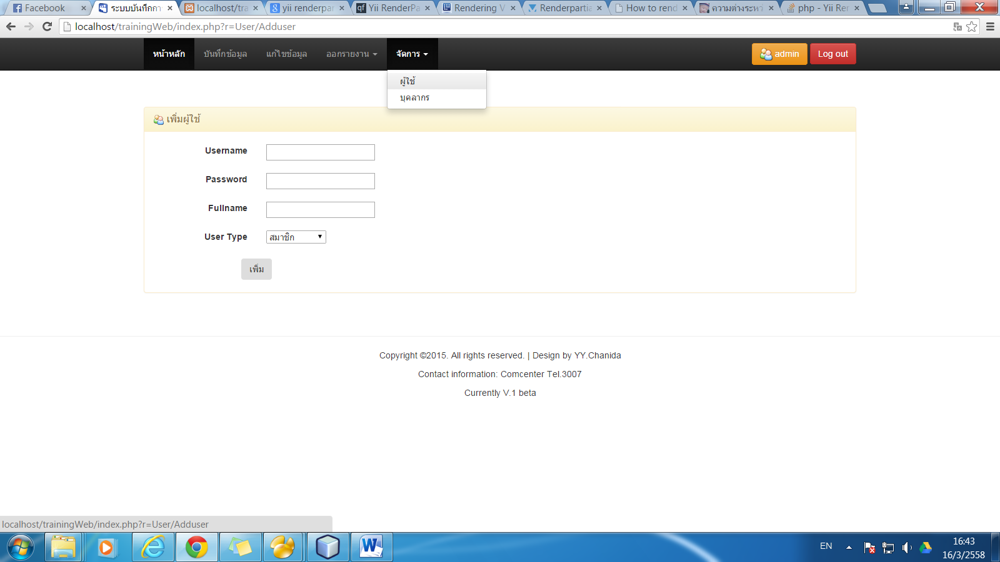 Facebook
ระบบบันทึกกา
localhost/tra
yii renderpar
Yii RenderPa
Rendering V
Renderpartia
How to rend
ความต่างระหว
php - Yii Ren
localhost/trainingWeb/index.php?r=User/Adduser
หน้าหลัก บันทึกข้อมูล แก้ไขข้อมูล ออกรายงาน จัดการ admin Log out
ผู้ใช้
บุคลากร
เพิ่มผู้ใช้
Username
Password
Fullname
User Type สมาชิก
เพิ่ม
Copyright ©2015. All rights reserved. | Design by YY.Chanida
Contact information: Comcenter Tel.3007
Currently V.1 beta
localhost/trainingWeb/index.php?r=User/Adduser
EN
16:43
16/3/2558